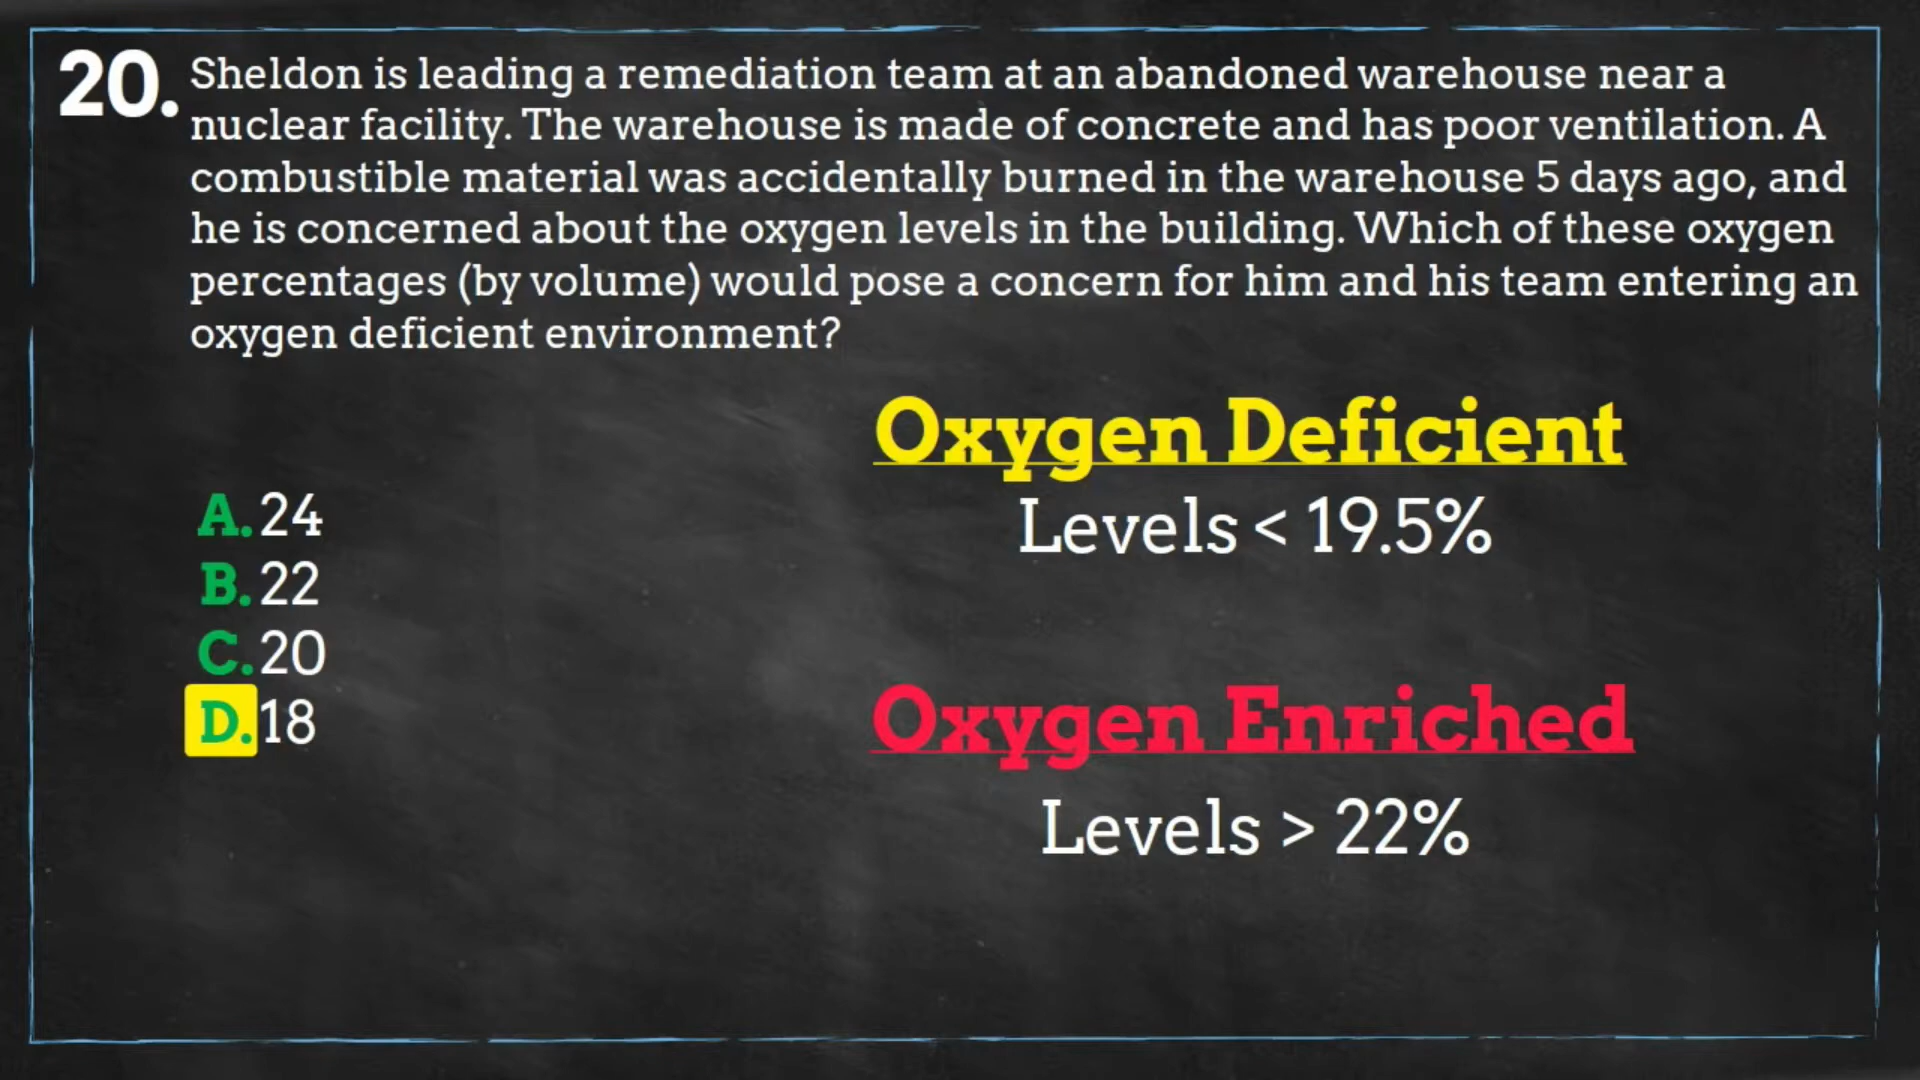 20. Sheldon is leading a remediation team at an abandoned warehouse near a
nuclear facility. The warehouse is made of concrete and has poor ventilation. A
combustible material was accidentally burned in the warehouse 5 days ago, and
he is concerned about the oxygen levels in the building. Which of these oxygen
percentages (by volume) would pose a concern for him and his team entering an
oxygen deficient environment?
A. 24
B. 22
C. 20
D. 18
Oxygen Deficient
Levels < 19.5%
Oxygen Enriched
Levels > 22%